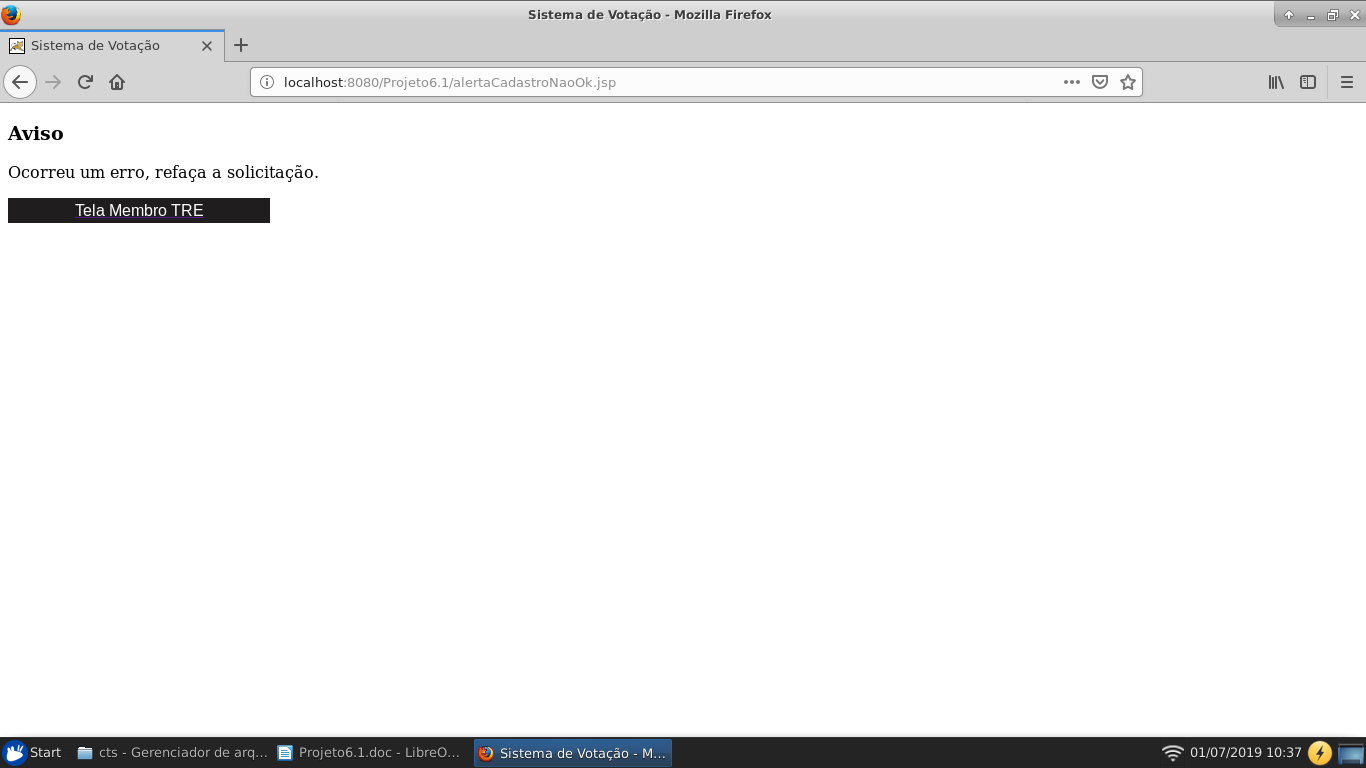 Sistema de Votação - Mozilla Firefox
Sistema de Votação
localhost:8080/Projeto6.1/alertaCadastroNaoOk.jsp
Aviso
Ocorreu um erro, refaça a solicitação.
Tela Membro TRE
Start cts - Gerenciador de arq... Projeto6.1.doc - LibreO... Sistema de Votação - M... 01/07/2019 10:37